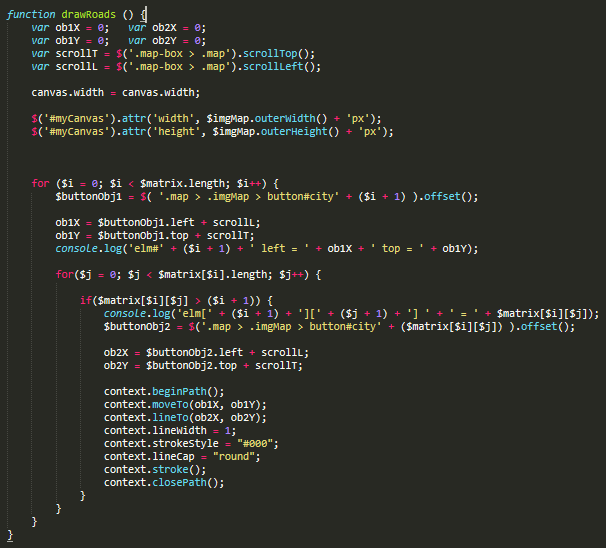 function drawRoads () {
    var ob1X = 0;   var ob2X = 0;
    var ob1Y = 0;   var ob2Y = 0;
    var scrollT = $('.map-box > .map').scrollTop();
    var scrollL = $('.map-box > .map').scrollLeft();

    canvas.width = canvas.width;

    $('#myCanvas').attr('width', $imgMap.outerWidth() + 'px');
    $('#myCanvas').attr('height', $imgMap.outerHeight() + 'px');

    for ($i = 0; $i < $matrix.length; $i++) {
        $buttonObj1 = $( '.map > .imgMap > button#city' + ($i + 1) ).offset();

        ob1X = $buttonObj1.left + scrollL;
        ob1Y = $buttonObj1.top + scrollT;
        console.log('elm#' + ($i + 1) + ' left = ' + ob1X + ' top = ' + ob1Y);

        for($j = 0; $j < $matrix[$i].length; $j++) {

            if($matrix[$i][$j] > ($i + 1)) {
                console.log('elm[' + ($i + 1) + '][' + ($j + 1) + '] ' + ' = ' + $matrix[$i][$j]);
                $buttonObj2 = $('.map > .imgMap > button#city' + ($matrix[$i][$j]) ).offset();

                ob2X = $buttonObj2.left + scrollL;
                ob2Y = $buttonObj2.top + scrollT;

                context.beginPath();
                context.moveTo(ob1X, ob1Y);
                context.lineTo(ob2X, ob2Y);
                context.lineWidth = 1;
                context.strokeStyle = "#000";
                context.lineCap = "round";
                context.stroke();
                context.closePath();
            }
        }
    }
}